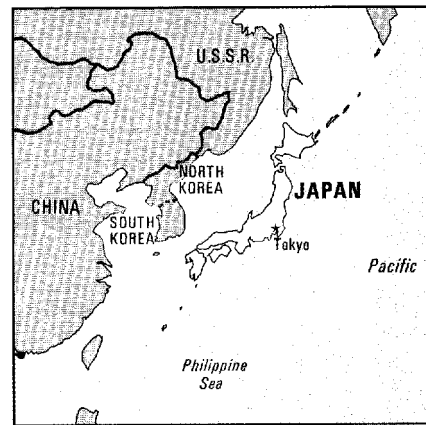 U.S.S.R.
NORTH
KOREA
CHINA
SOUTH
KOREA
JAPAN
Tokyo
Pacific
Philippine
Sea